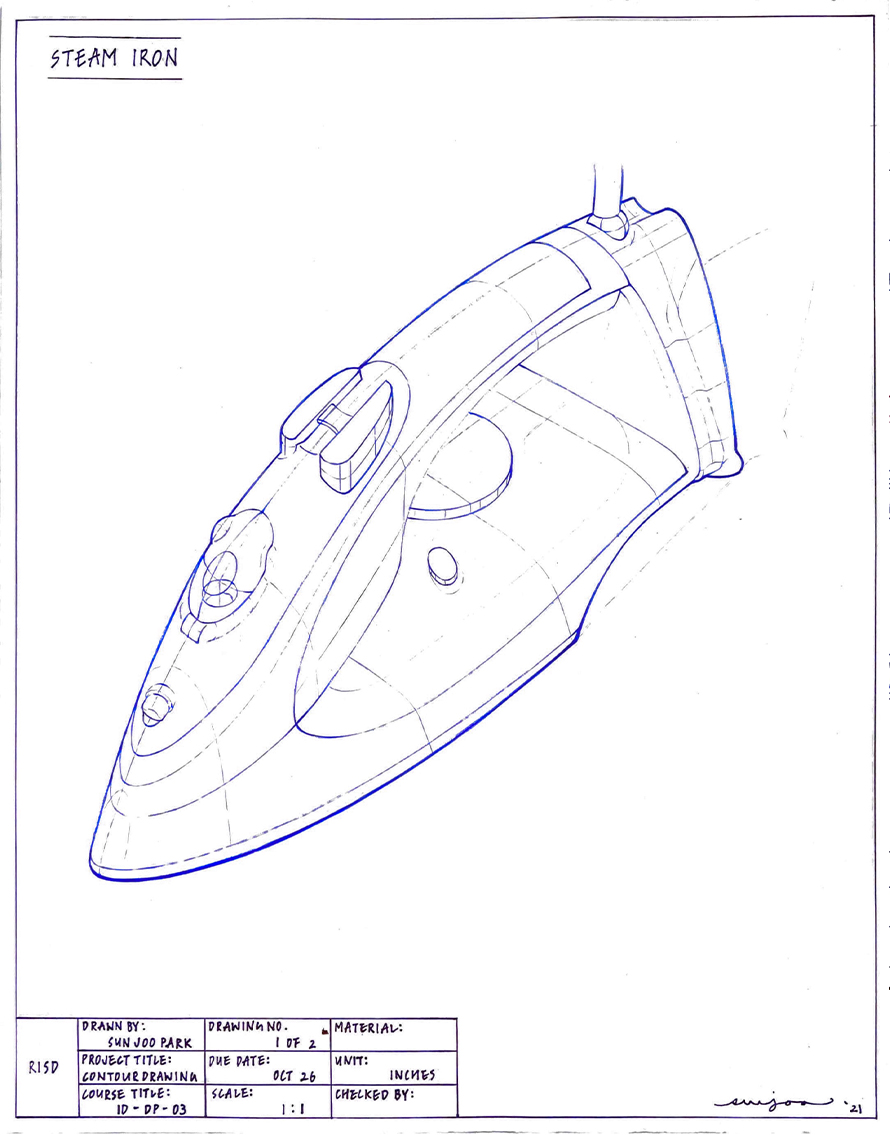 STEAM IRON
RISD
DRAWN BY:
SUN JOO PARK
DRAWING NO.
1 OF 2
MATERIAL:
PROJECT TITLE:
CONTOUR DRAWING
DUE DATE:
OCT 26
UNIT:
INCHES
COURSE TITLE:
ID-DP-03
SCALE:
1:1
CHECKED BY:
sunjoo '21